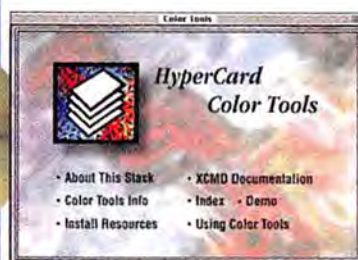 Color Tools
HyperCard
Color Tools
• About This Stack • XCMD Documentation
• Color Tools Info • Index • Demo
• Install Resources • Using Color Tools